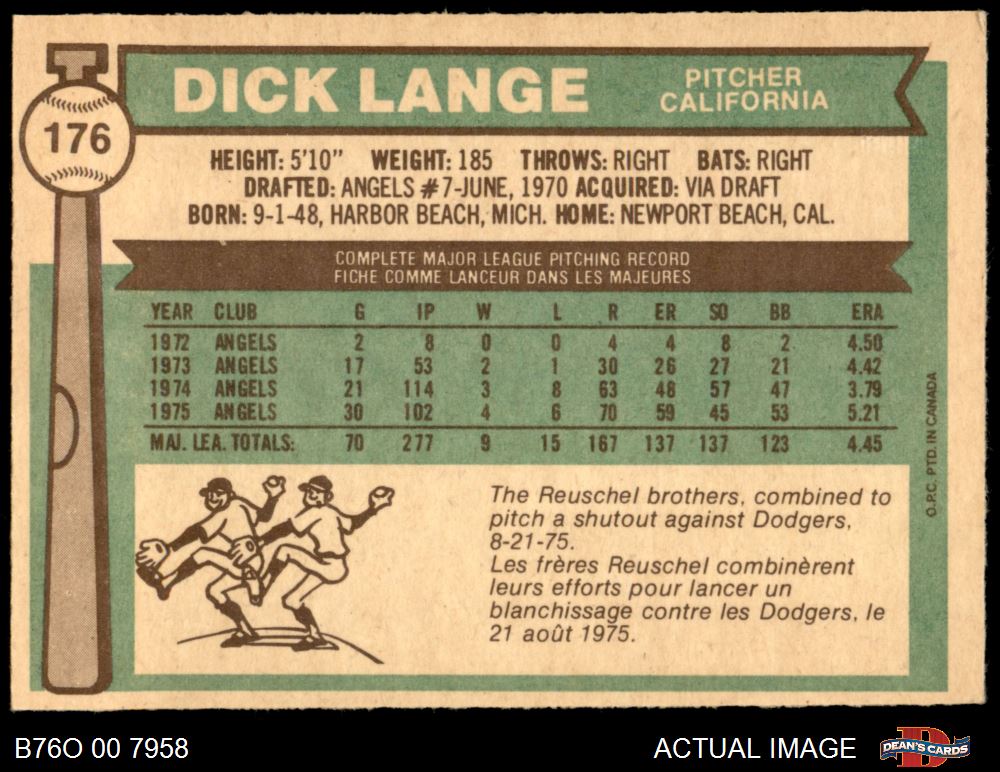 DICK LANGE
PITCHER
CALIFORNIA
176
HEIGHT: 5'10" WEIGHT: 185 THROWS: RIGHT BATS: RIGHT
DRAFTED: ANGELS #7-JUNE, 1970 ACQUIRED: VIA DRAFT
BORN: 9-1-48, HARBOR BEACH, MICH. HOME: NEWPORT BEACH, CAL.
COMPLETE MAJOR LEAGUE PITCHING RECORD
FICHE COMME LANCEUR DANS LES MAJEURES
YEAR CLUB G IP W L R ER SO BB ERA
1972 ANGELS 2 8 0 0 4 4 8 2 4.50
1973 ANGELS 17 53 2 1 30 26 27 21 4.42
1974 ANGELS 21 114 3 8 63 48 57 47 3.79
1975 ANGELS 30 102 4 6 70 59 45 53 5.21
MAJ. LEA. TOTALS: 70 277 9 15 167 137 137 123 4.45
The Reuschel brothers, combined to
pitch a shutout against Dodgers,
8-21-75.
Les frères Reuschel combinèrent
leurs efforts pour lancer un
blanchissage contre les Dodgers, le
21 août 1975.
O.P.C. PTD. IN CANADA
B76O 00 7958
ACTUAL IMAGE
DEAN'S CARDS